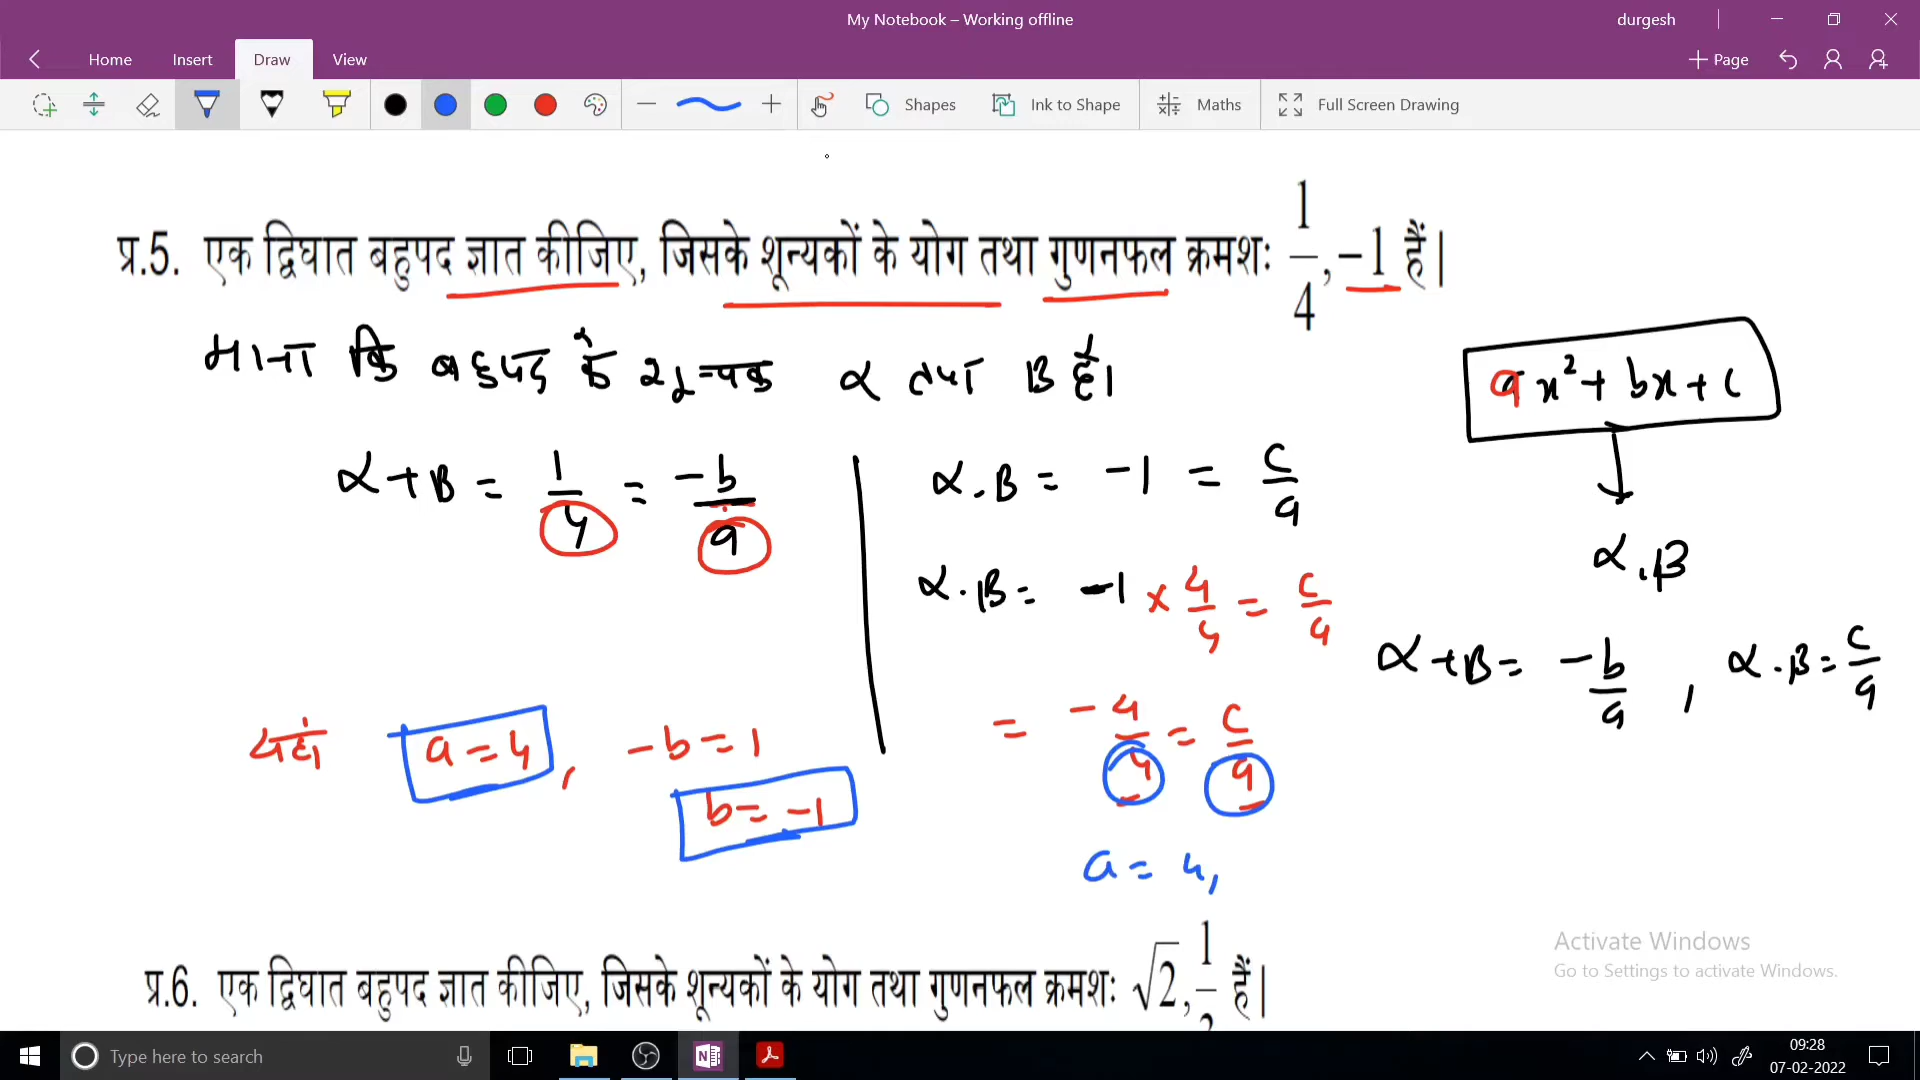 My Notebook – Working offline
durgesh
Home Insert Draw View
Page
Shapes Ink to Shape Maths Full Screen Drawing
प्र.5. एक द्विघात बहुपद ज्ञात कीजिए, जिसके शून्यकों के योग तथा गुणनफल क्रमशः 1/4, -1 हैं|
माना कि बहुपद के शून्यक α तथा β हैं।
ax² + bx + c
α+β = 1/4 = -b/a
α.β = -1 = c/a
α,β
α.β = -1 × 4/4 = c/a
α+β = -b/a , α.β = c/a
= -4/4 = c/a
यहां a = 4, -b = 1
b = -1
a = 4,
Activate Windows
Go to Settings to activate Windows.
प्र.6. एक द्विघात बहुपद ज्ञात कीजिए, जिसके शून्यकों के योग तथा गुणनफल क्रमशः √2, 1/3 हैं|
Type here to search
09:28
07-02-2022